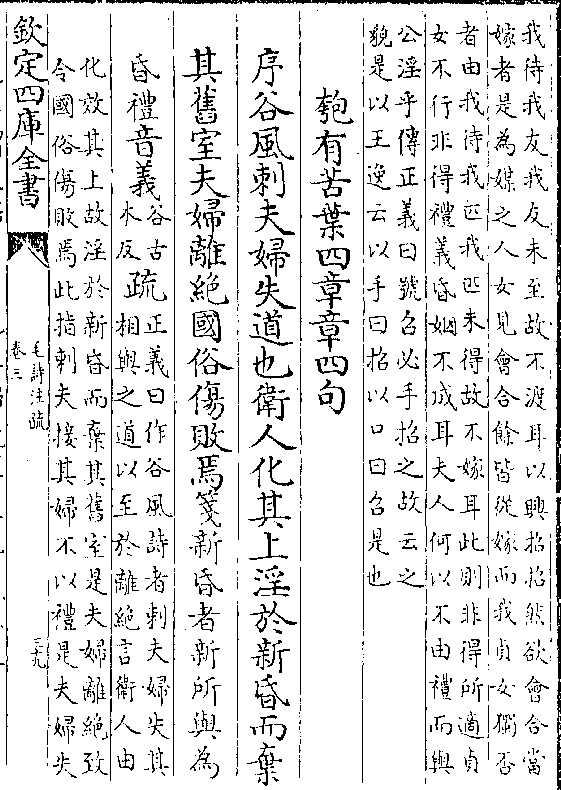 我待我友我友未至故不渡耳以興招招然欲會合當
嫁者是為媒之人女見會合餘皆從嫁而我貞女獨否
者由我待我匹我匹未得故不嫁耳此則非得所適貞
女不行非得禮義昏姻不成耳夫人何以不由禮而與
公淫乎傳正義曰號召必手招之故云之
貌是以王逸云以手曰招以口曰召是也
匏有苦葉四章章四句
序谷風刺夫婦失道也衛人化其上淫於新昏而棄
其舊室夫婦離絕國俗傷敗焉箋新昏者新所與為
昏禮音義谷古
木反疏正義曰作谷風詩者刺夫婦失其
相與之道以至於離絕言衛人由
化效其上故淫於新昏而棄其舊室是夫婦離絕致
令國俗傷敗焉此指刺夫接其婦不以禮是夫婦失
欽定四庫全書
毛詩注疏
卷三
三九